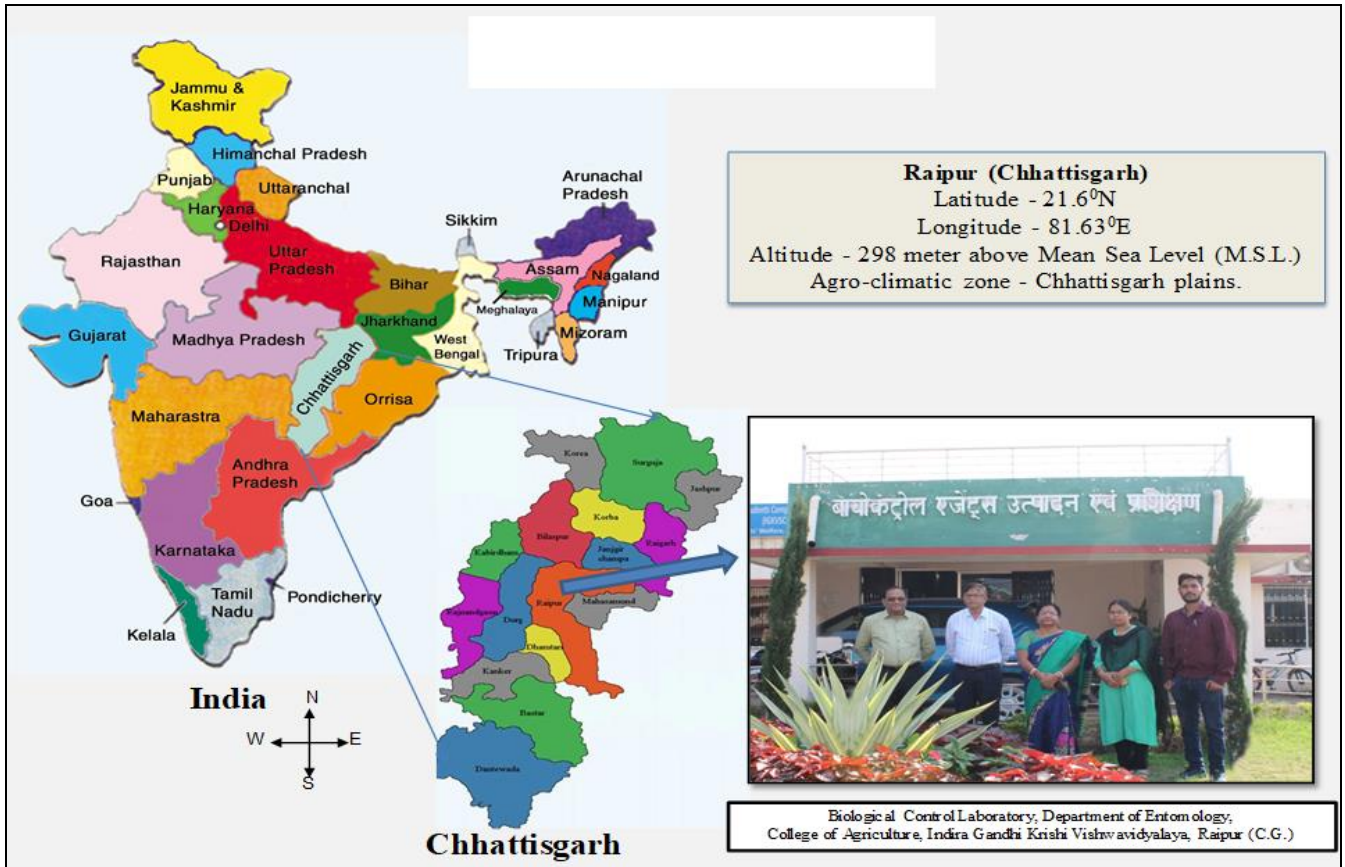 Jammu &
Kashmir
Himanchal Pradesh
Punjab
Uttaranchal
Haryana
Delhi
Rajasthan
Uttar
Pradesh
Bihar
Sikkim
Arunachal
Pradesh
Assam
Nagaland
Meghalaya
Manipur
Tripura
Mizoram
Gujarat
Madhya Pradesh
Jharkhand
West
Bengal
Chhattisgarh
Maharastra
Orrisa
Andhra
Pradesh
Goa
Karnataka
Tamil
Nadu
Pondicherry
Kelala
India
N
W
E
S
Raipur (Chhattisgarh)
Latitude - 21.6⁰N
Longitude - 81.63⁰E
Altitude - 298 meter above Mean Sea Level (M.S.L.)
Agro-climatic zone - Chhattisgarh plains.
Korea
Surguja
Jashpur
Korba
Bilaspur
Raigarh
Kabirdham
Janjgir
champa
Raipur
Mahasamund
Rajnandgaon
Durg
Dhamtari
Kanker
Bastar
Dantewada
Chhattisgarh
बायोकंट्रोल एजेंट्स उत्पादन एवं प्रशिक्षण
Biological Control Laboratory, Department of Entomology,
College of Agriculture, Indira Gandhi Krishi Vishwavidyalaya, Raipur (C.G.)